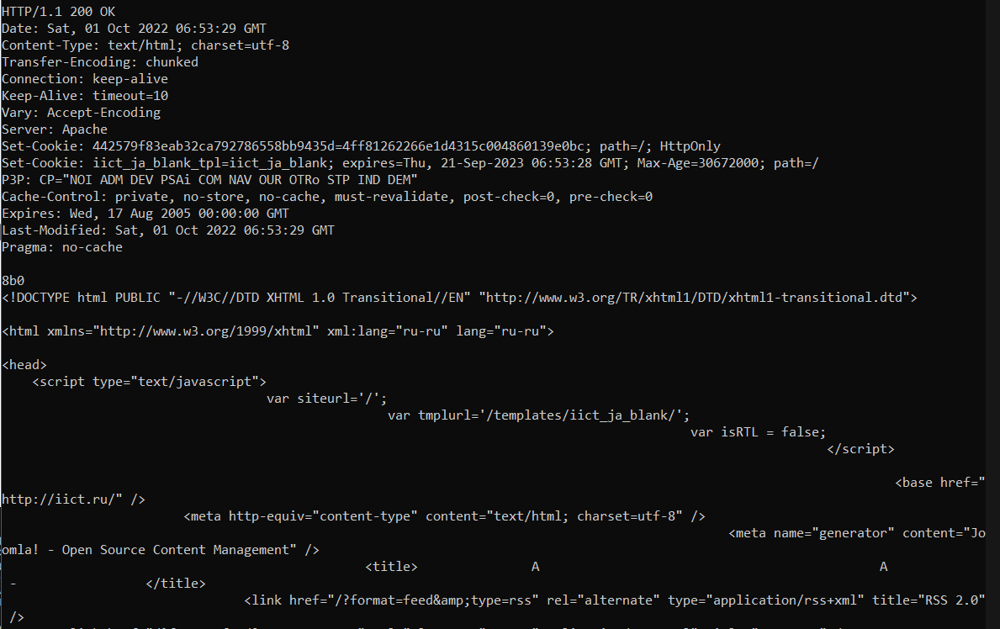 HTTP/1.1 200 OK
Date: Sat, 01 Oct 2022 06:53:29 GMT
Content-Type: text/html; charset=utf-8
Transfer-Encoding: chunked
Connection: keep-alive
Keep-Alive: timeout=10
Vary: Accept-Encoding
Server: Apache
Set-Cookie: 442579f83eab32ca792786558bb9435d=4ff81262266e1d4315c004860139e0bc; path=/; HttpOnly
Set-Cookie: iict_ja_blank_tpl=iict_ja_blank; expires=Thu, 21-Sep-2023 06:53:28 GMT; Max-Age=30672000; path=/
P3P: CP="NOI ADM DEV PSAi COM NAV OUR OTRo STP IND DEM"
Cache-Control: private, no-store, no-cache, must-revalidate, post-check=0, pre-check=0
Expires: Wed, 17 Aug 2005 00:00:00 GMT
Last-Modified: Sat, 01 Oct 2022 06:53:29 GMT
Pragma: no-cache
8b0
<!DOCTYPE html PUBLIC "-//W3C//DTD XHTML 1.0 Transitional//EN" "http://www.w3.org/TR/xhtml1/DTD/xhtml1-transitional.dtd">
<html xmlns="http://www.w3.org/1999/xhtml" xml:lang="ru-ru" lang="ru-ru">
<head>
<script type="text/javascript">
var siteurl='/';
var tmplurl='/templates/iict_ja_blank/';
var isRTL = false;
</script>
<base href="
http://iict.ru/" />
<meta http-equiv="content-type" content="text/html; charset=utf-8" />
<meta name="generator" content="Jo
omla! - Open Source Content Management" />
<title> A A
- </title>
<link href="/?format=feed&amp;type=rss" rel="alternate" type="application/rss+xml" title="RSS 2.0"
/>